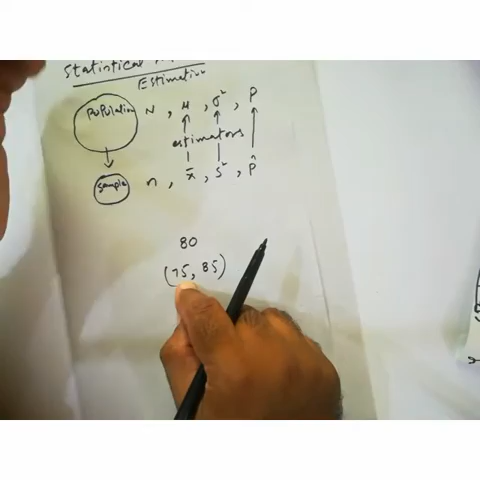 Statistical
Estimation
Population N , μ , σ² , P
estimators
sample n , x̄ , s² , p̂
80
(75, 85)